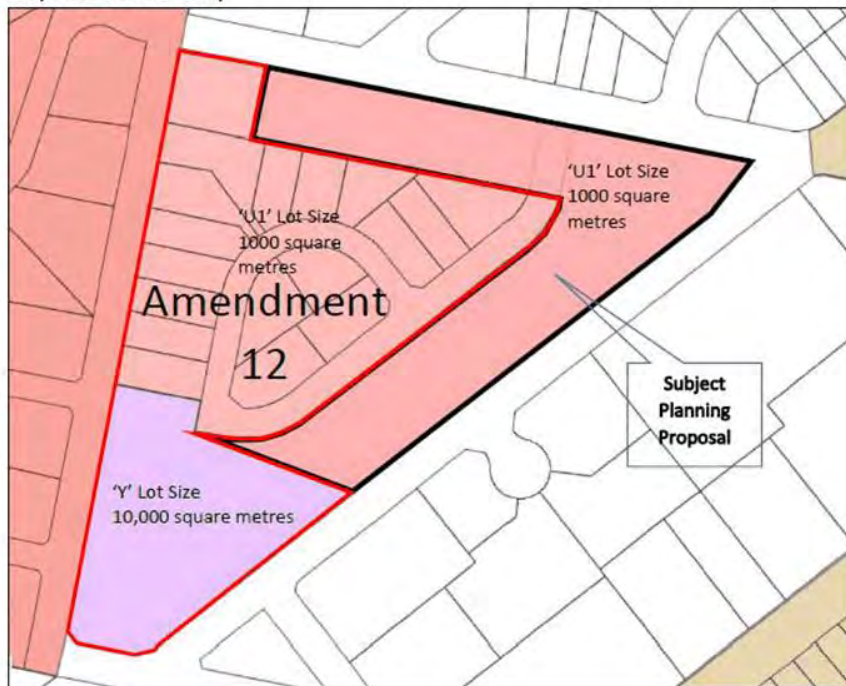 'U1' Lot Size
1000 square
metres
'U1' Lot Size
1000 square
metres
Amendment
12
Subject
Planning
Proposal
'Y' Lot Size
10,000 square metres